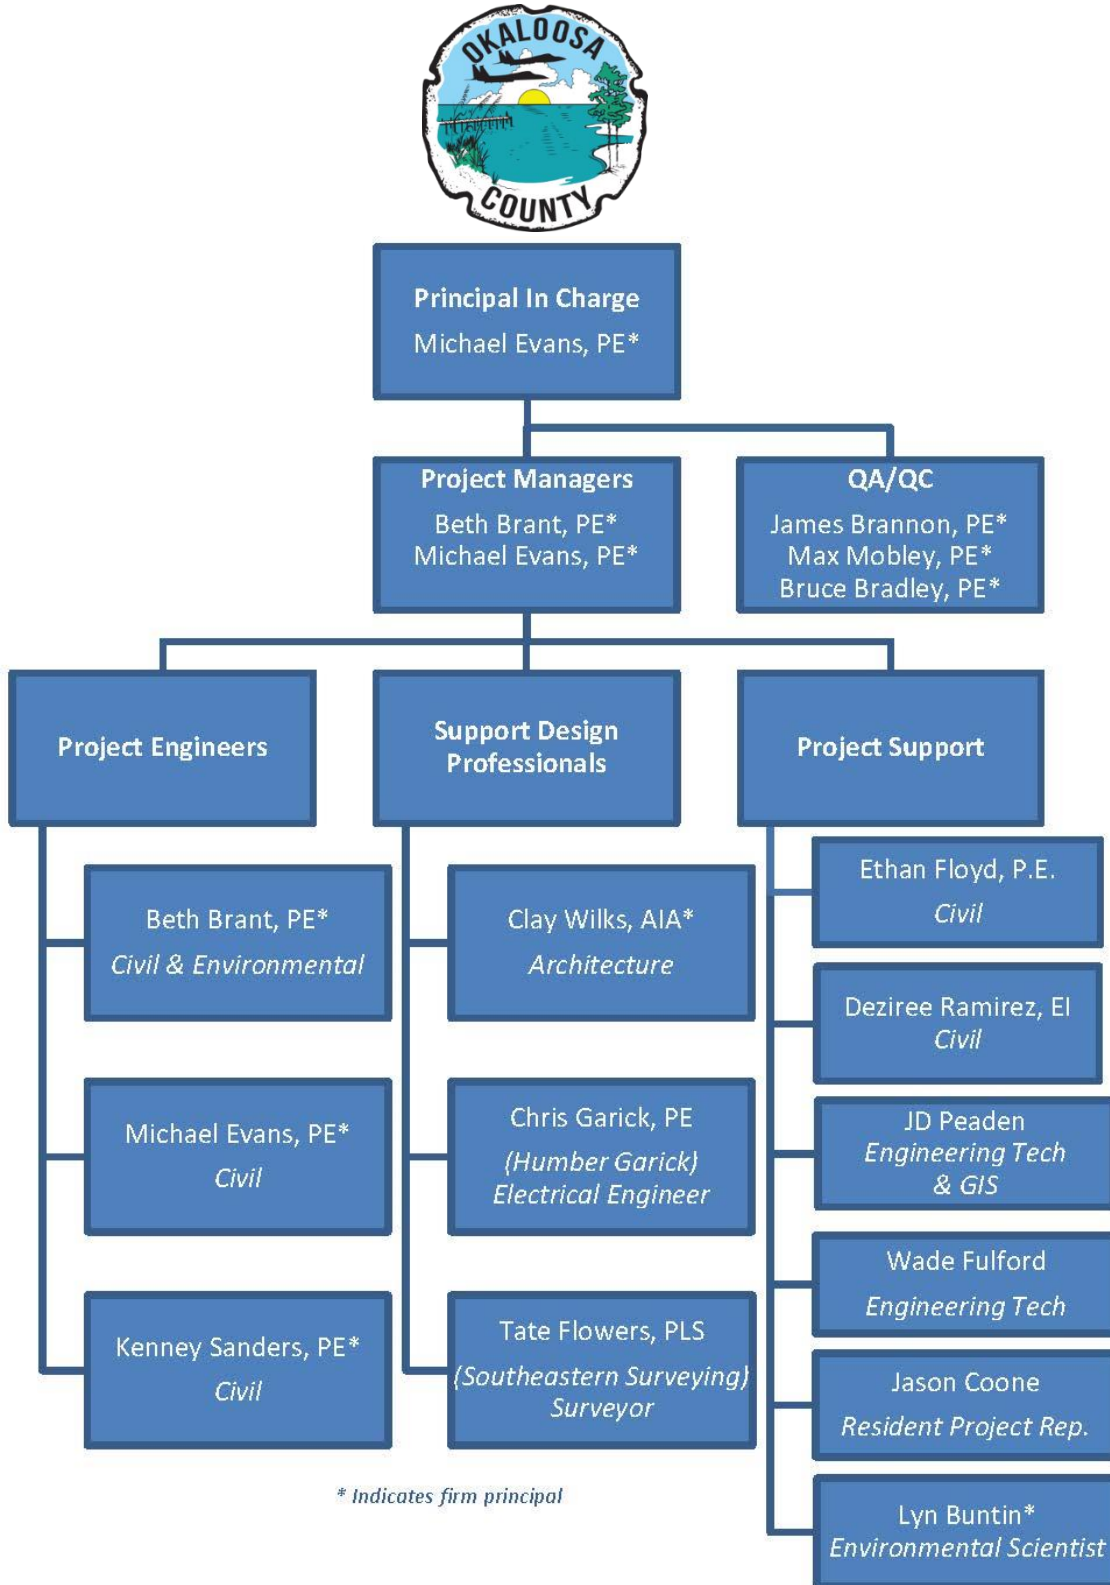 OKALOOSA
COUNTY
Principal In Charge
Michael Evans, PE*
Project Managers
Beth Brant, PE*
Michael Evans, PE*
QA/QC
James Brannon, PE*
Max Mobley, PE*
Bruce Bradley, PE*
Project Engineers
Beth Brant, PE*
Civil & Environmental
Michael Evans, PE*
Civil
Kenney Sanders, PE*
Civil
Support Design
Professionals
Clay Wilks, AIA*
Architecture
Chris Garick, PE
(Humber Garick)
Electrical Engineer
Tate Flowers, PLS
(Southeastern Surveying)
Surveyor
Project Support
Ethan Floyd, P.E.
Civil
Deziree Ramirez, EI
Civil
JD Peaden
Engineering Tech
& GIS
Wade Fulford
Engineering Tech
Jason Coone
Resident Project Rep.
Lyn Buntin*
Environmental Scientist
* Indicates firm principal